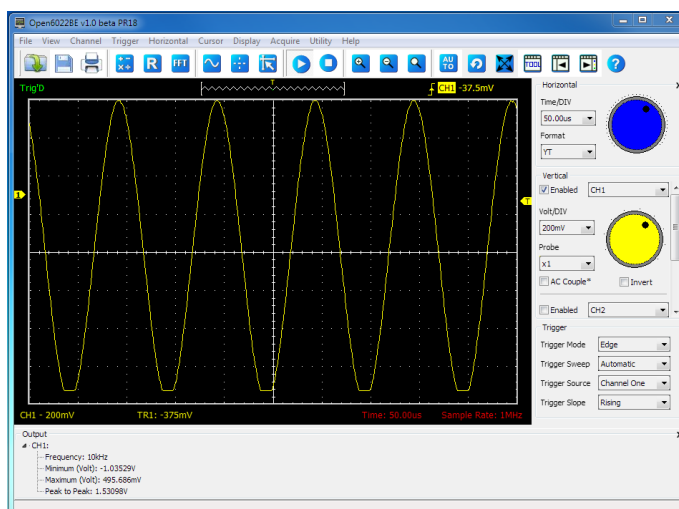 Open6022BE v1.0 beta PR18
File View Channel Trigger Horizontal Cursor Display Acquire Utility Help
R FFT AUTO TOOL ?
Trig'D
T
CH1 -37.5mV
1
T
CH1 - 200mV TR1: -375mV Time: 50.00us Sample Rate: 1MHz
Horizontal x
Time/DIV
50.00us
Format
YT
Vertical
Enabled CH1
Volt/DIV
200mV
Probe
x1
AC Couple* Invert
Enabled CH2
Trigger
Trigger Mode Edge
Trigger Sweep Automatic
Trigger Source Channel One
Trigger Slope Rising
Output x
CH1:
Frequency: 10kHz
Minimum (Volt): -1.03529V
Maximum (Volt): 495.686mV
Peak to Peak: 1.53098V